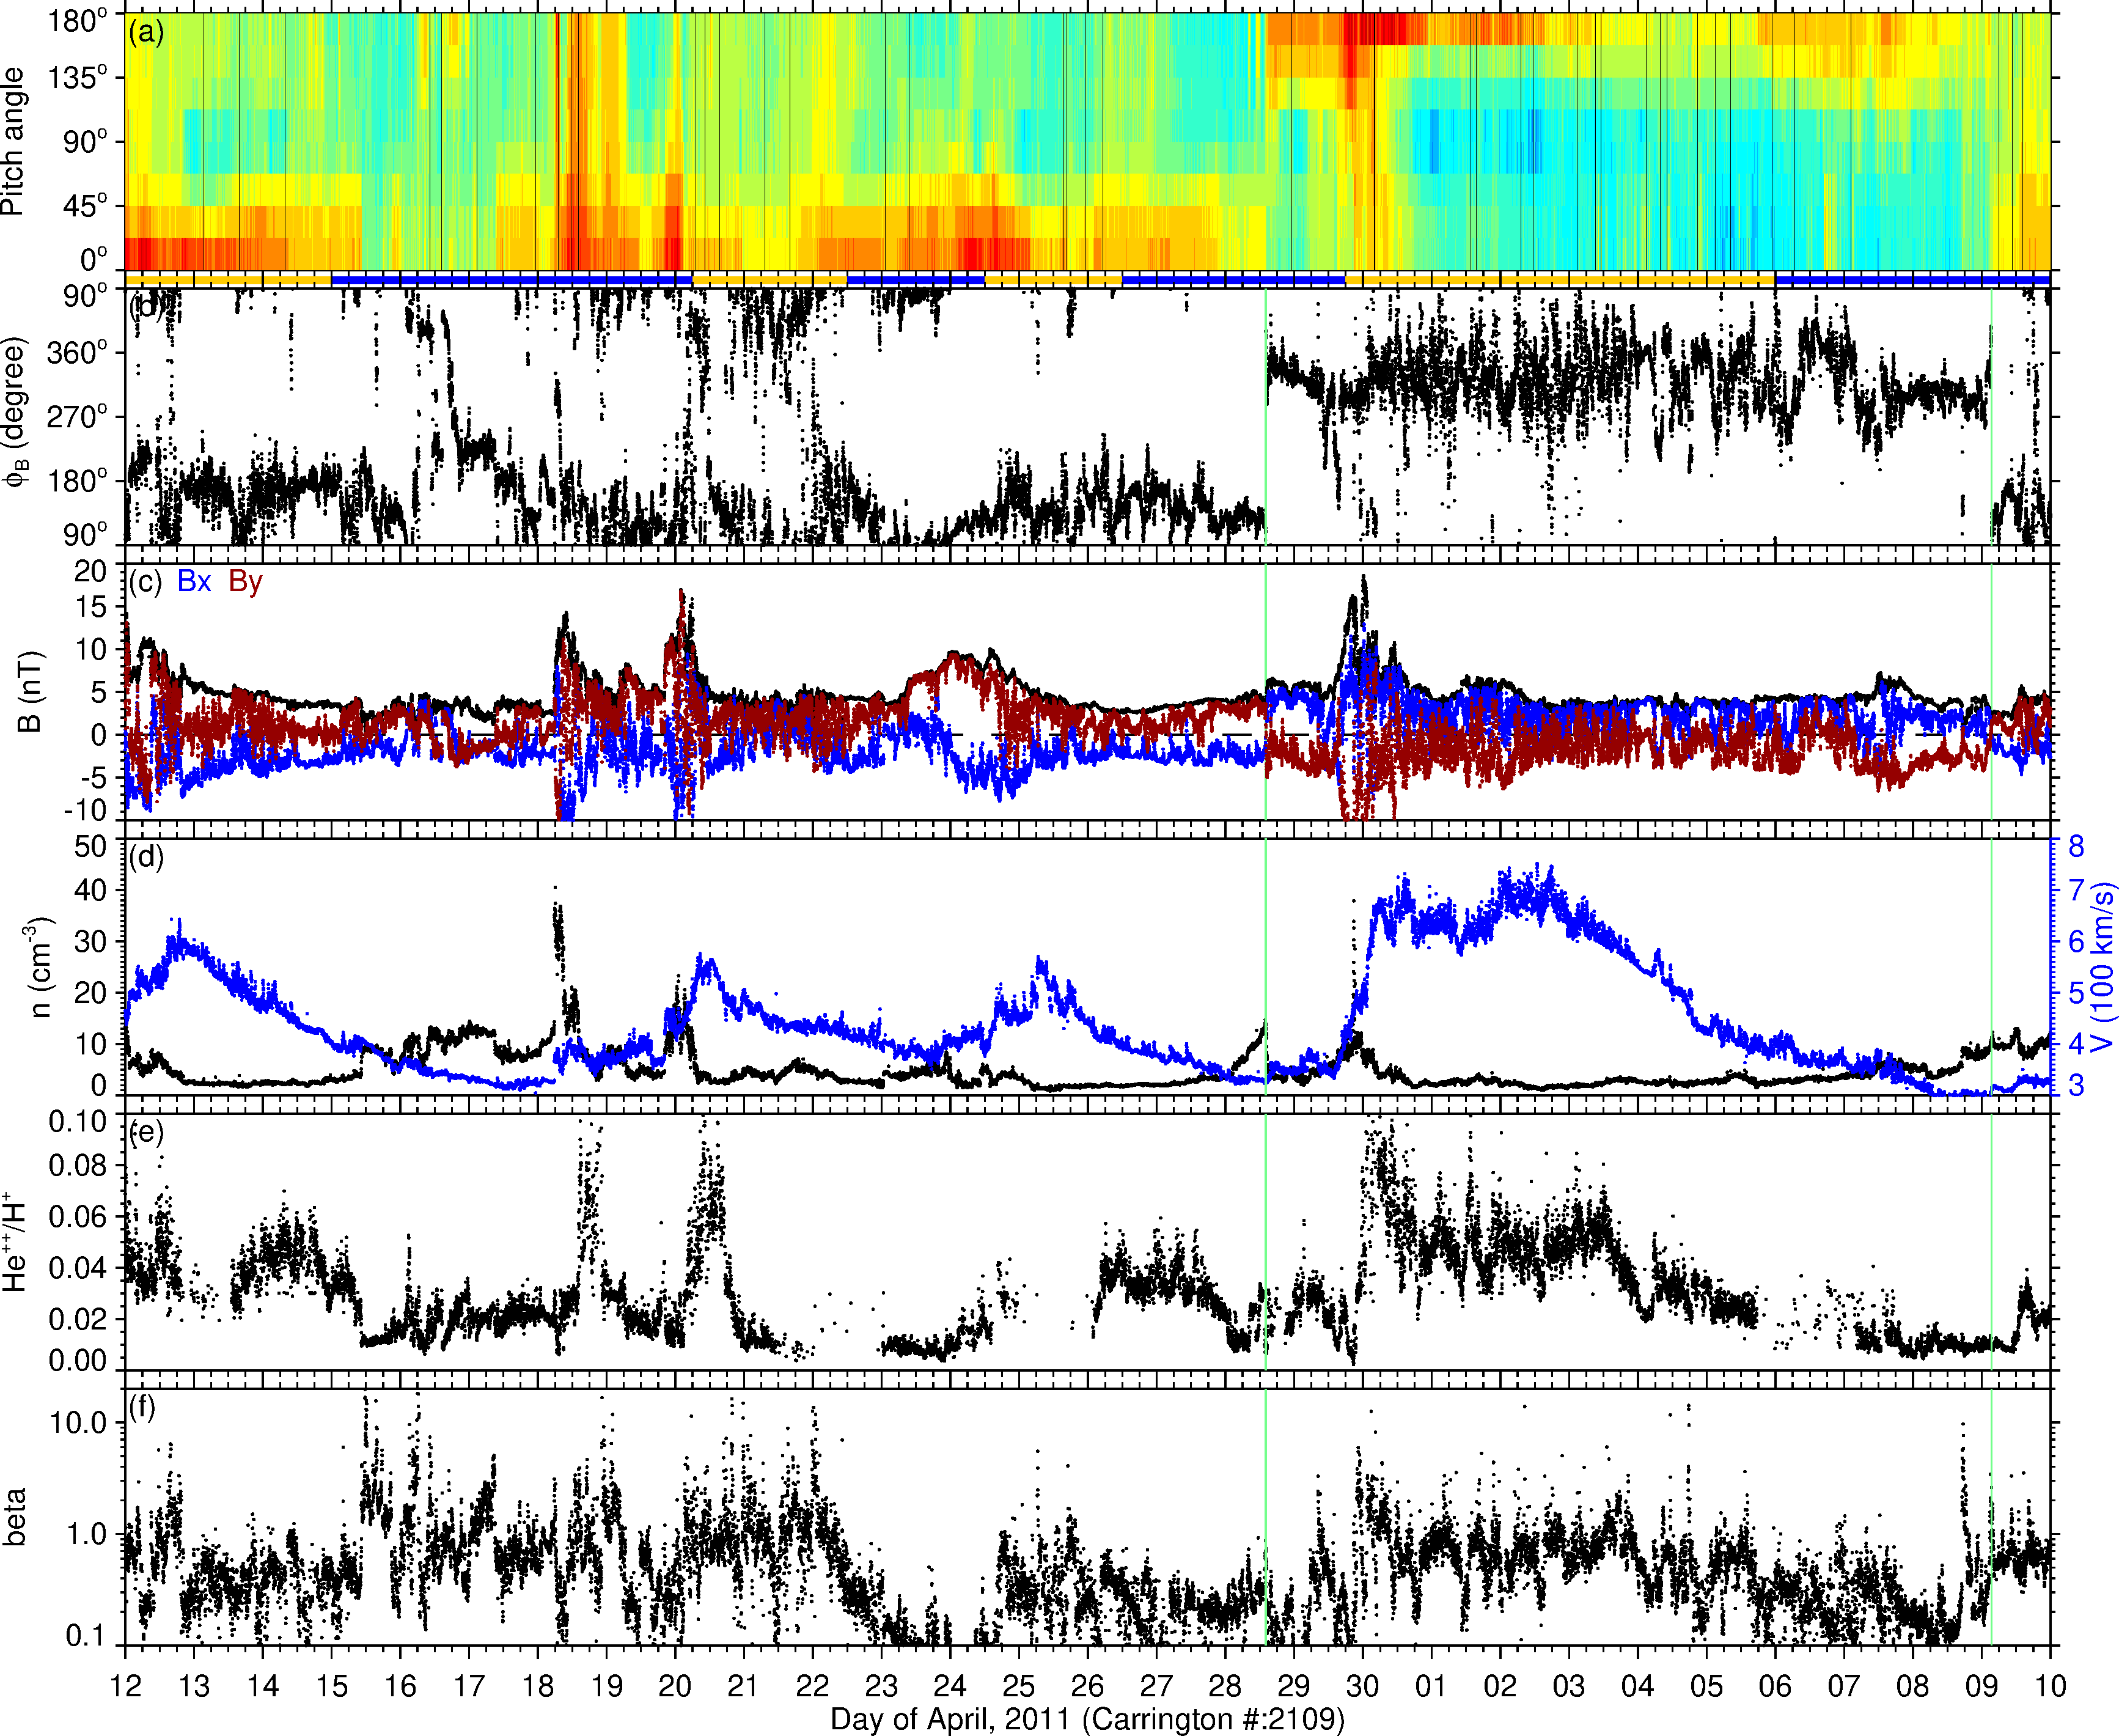 (a)
Pitch angle
180°
135°
90°
45°
0°
(b)
ϕB (degree)
90°
360°
270°
180°
90°
(c) Bx By
B (nT)
20
15
10
5
0
-5
-10
(d)
n (cm-3)
50
40
30
20
10
0
8
7
6
5
4
3
V (100 km/s)
(e)
He++/H+
0.10
0.08
0.06
0.04
0.02
0.00
(f)
beta
10.0
1.0
0.1
12 13 14 15 16 17 18 19 20 21 22 23 24 25 26 27 28 29 30 01 02 03 04 05 06 07 08 09 10
Day of April, 2011 (Carrington #:2109)